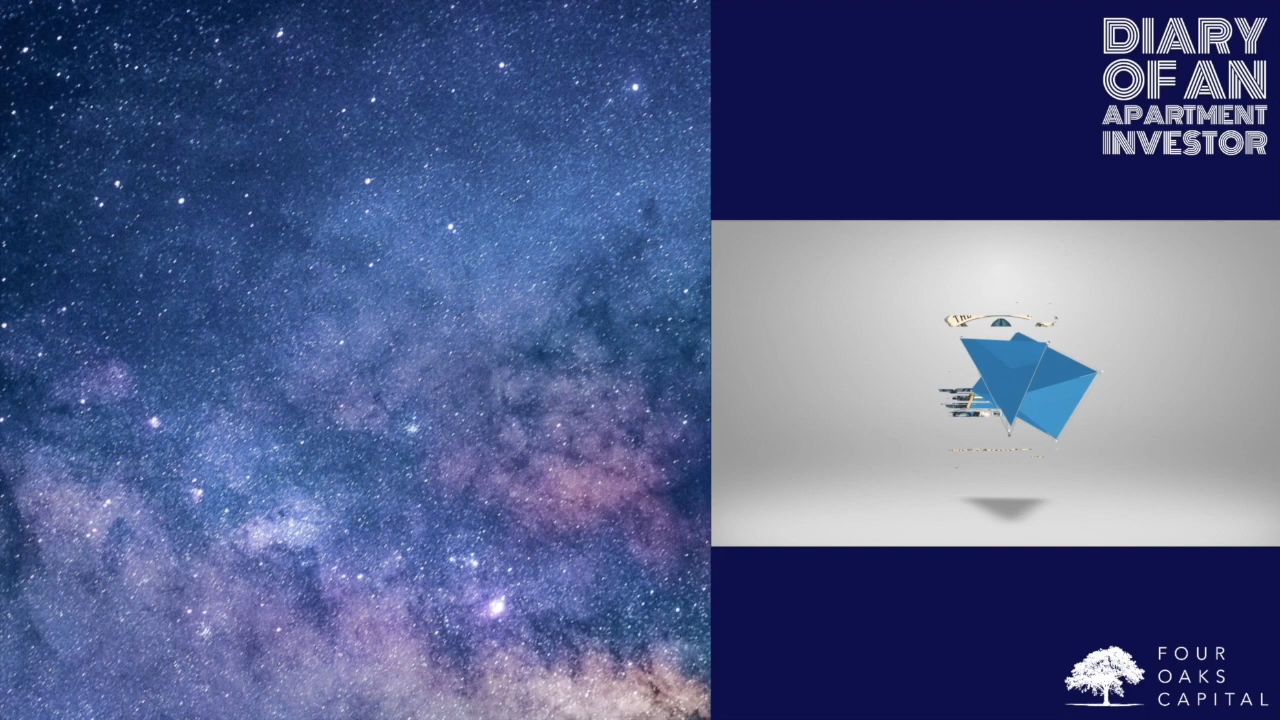 DIARY
OF AN
APARTMENT
INVESTOR
FOUR
OAKS
CAPITAL